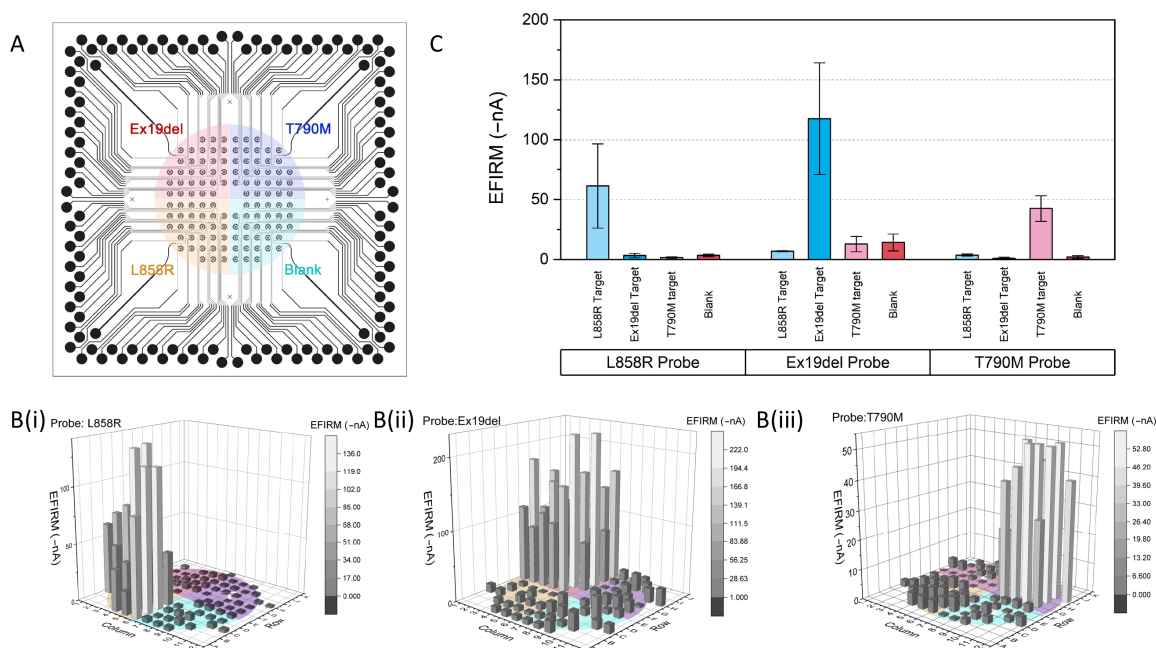 A
Ex19del
T790M
L858R
Blank
C
EFIRM (−nA)
200
150
100
50
0
L858R Target
Ex19del Target
T790M target
Blank
L858R Target
Ex19del Target
T790M target
Blank
L858R Target
Ex19del Target
T790M target
Blank
L858R Probe
Ex19del Probe
T790M Probe
B(i)
Probe: L858R
EFIRM (−nA)
136.0
119.0
102.0
85.00
68.00
51.00
34.00
17.00
0.000
EFIRM (−nA)
100
50
Column
Row
B(ii)
Probe:Ex19del
EFIRM (−nA)
222.0
194.4
166.8
139.1
111.5
83.88
56.25
28.63
1.000
EFIRM (−nA)
200
100
0
Column
Row
B(iii)
Probe:T790M
EFIRM (−nA)
52.80
46.20
39.60
33.00
26.40
19.80
13.20
6.600
0.000
EFIRM (−nA)
50
40
30
20
10
0
Column
Row